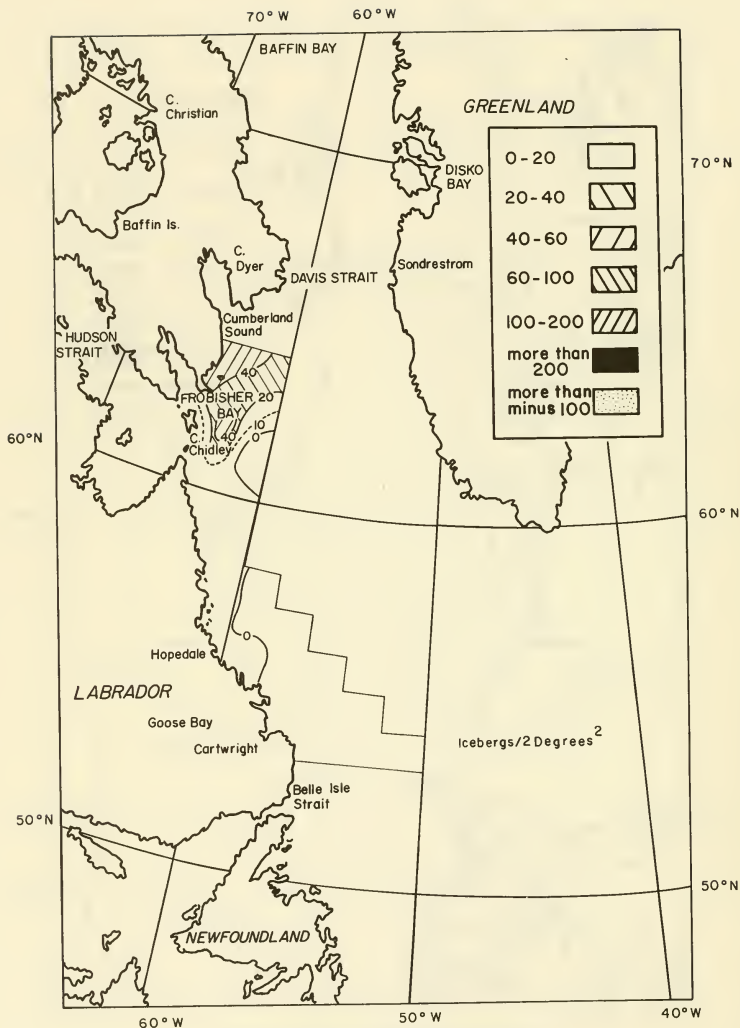 70°W 60°W
BAFFIN BAY
C.
Christian
GREENLAND
0-20
20-40
40-60
60-100
100-200
more than
200
more than
minus 100
70°N
DISKO
BAY
Baffin Is.
C.
Dyer
DAVIS STRAIT
Sondrestrom
Cumberland
Sound
HUDSON
STRAIT
40
FROBISHER
BAY
20
10
0
40
C.
Chidley
60°N
60°N
0
Hopedale
LABRADOR
Goose Bay
Cartwright
Icebergs/2 Degrees²
Belle Isle
Strait
50°N
50°N
NEWFOUNDLAND
60°W 50°W 40°W